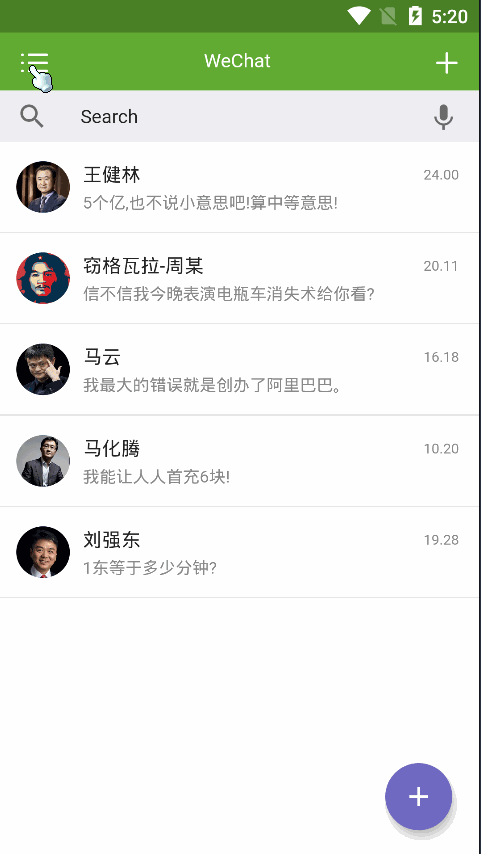 5:20
WeChat
Search
王健林 24.00
5个亿,也不说小意思吧!算中等意思!
窃格瓦拉-周某 20.11
信不信我今晚表演电瓶车消失术给你看?
马云 16.18
我最大的错误就是创办了阿里巴巴。
马化腾 10.20
我能让人人首充6块!
刘强东 19.28
1东等于多少分钟?